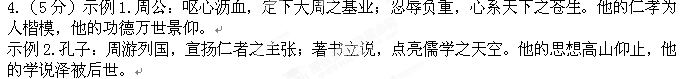 4.（5分）示例1.周公：呕心沥血，定下大周之基业；忍辱负重，心系天下之苍生。他的仁孝为
人楷模，他的功德万世景仰。
示例2.孔子：周游列国，宣扬仁者之主张；著书立说，点亮儒学之天空。他的思想高山仰止，他
的学说泽被后世。